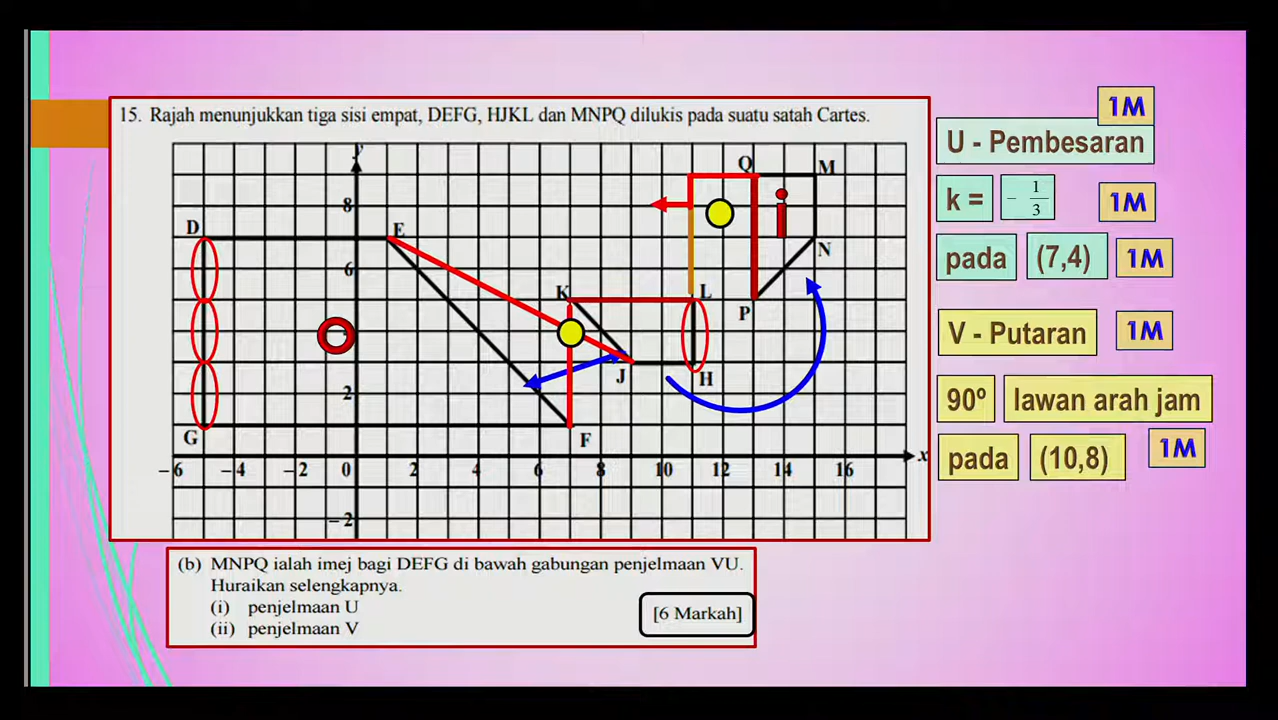 15. Rajah menunjukkan tiga sisi empat, DEFG, HJKL dan MNPQ dilukis pada suatu satah Cartes.
y
Q
M
D
8
E
i
N
6
K
L
P
4
J
H
2
G
F
−6 −4 −2 0 2 4 6 8 10 12 14 16 x
−2
(b) MNPQ ialah imej bagi DEFG di bawah gabungan penjelmaan VU.
Huraikan selengkapnya.
(i) penjelmaan U
(ii) penjelmaan V
[6 Markah]
1M
U - Pembesaran
k = - 1/3 1M
pada (7,4) 1M
V - Putaran 1M
90º lawan arah jam
pada (10,8) 1M